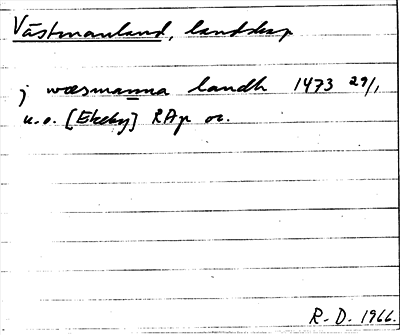 Västmanland, landskap
j wæsmanna landh 1473 29/1
u.o. [Ekeby] RAp or.
R. D. 1966.